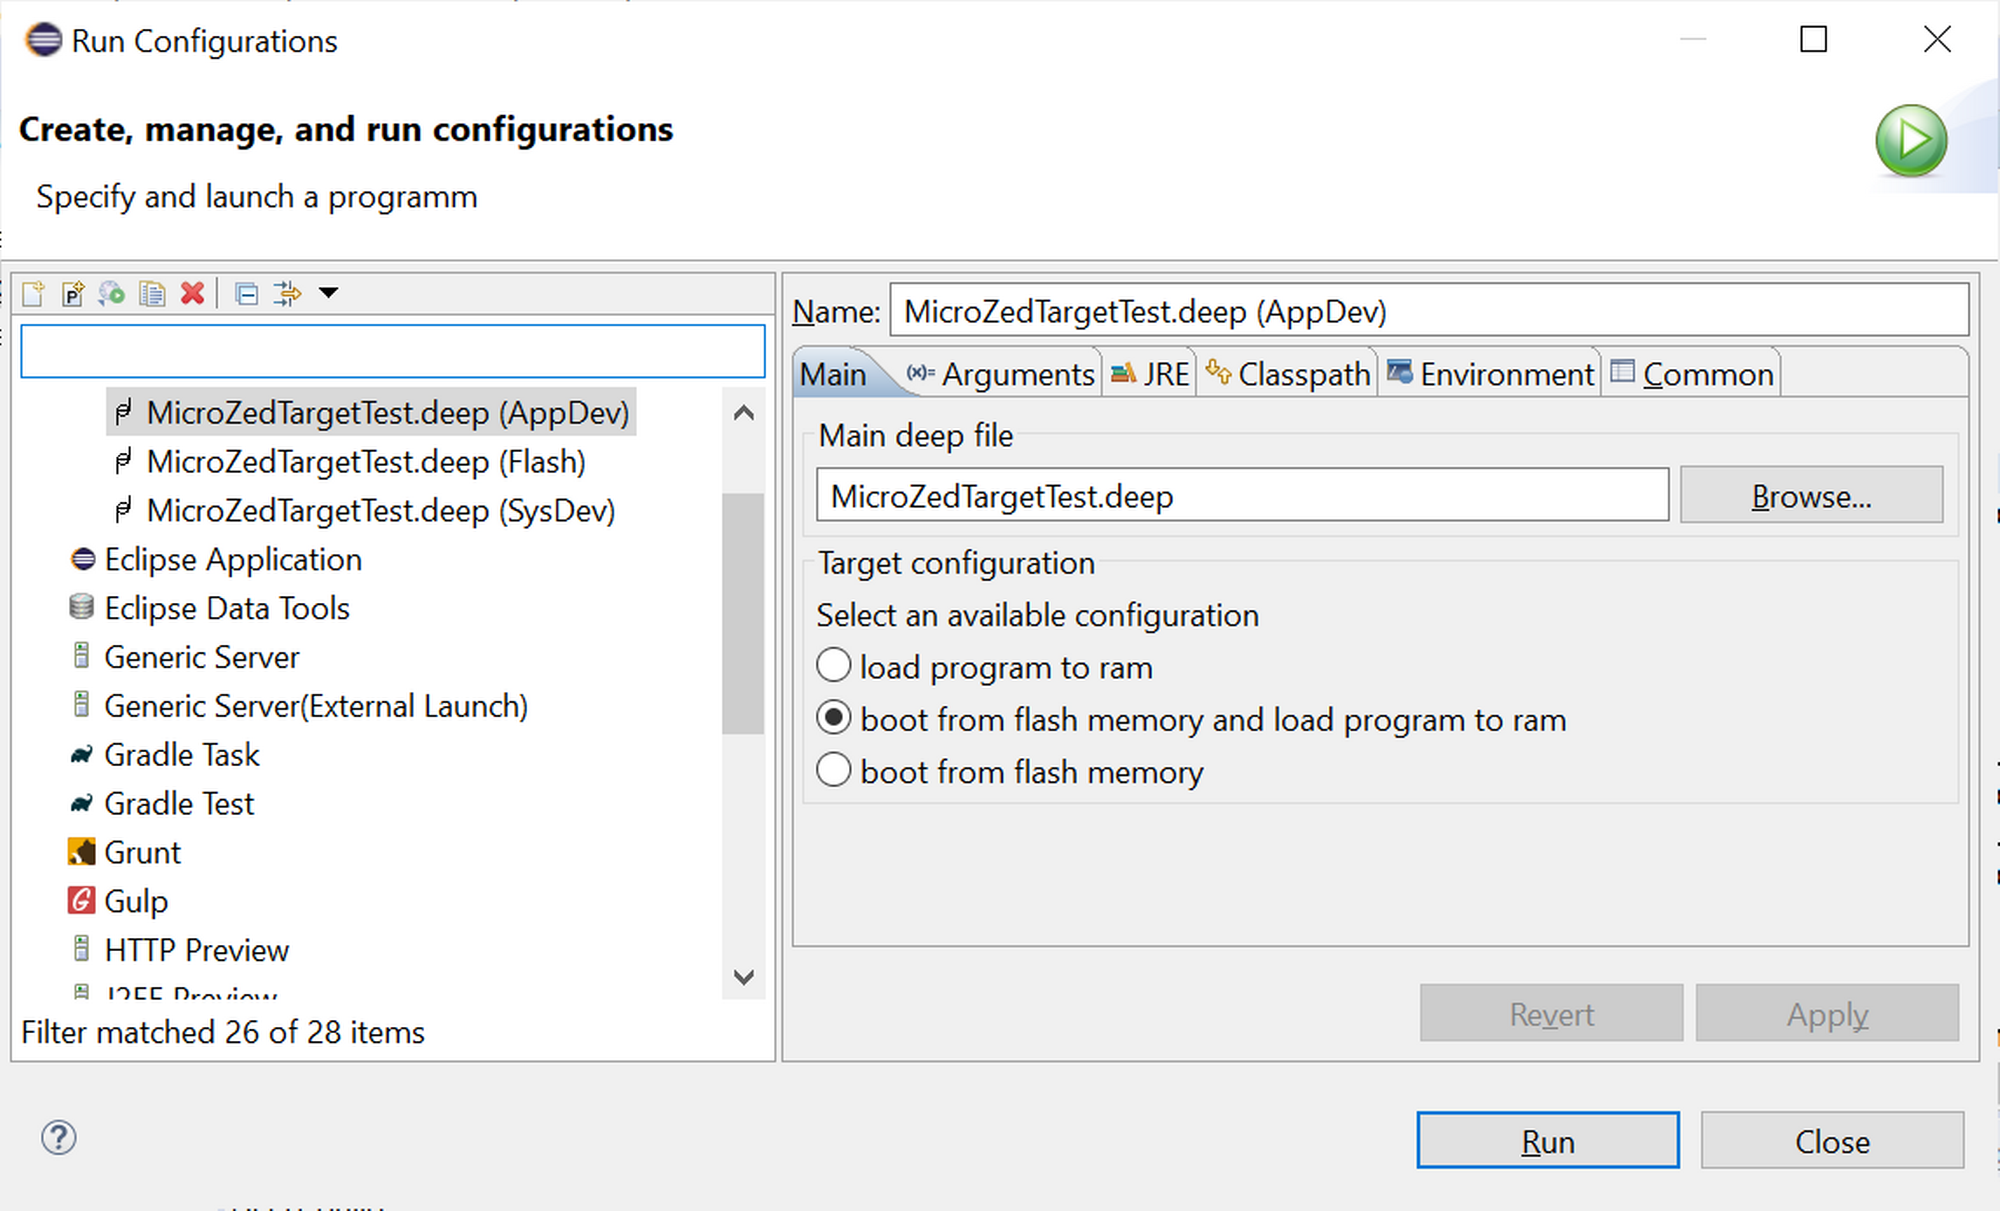 Run Configurations
Create, manage, and run configurations
Specify and launch a programm
MicroZedTargetTest.deep (AppDev)
MicroZedTargetTest.deep (Flash)
MicroZedTargetTest.deep (SysDev)
Eclipse Application
Eclipse Data Tools
Generic Server
Generic Server(External Launch)
Gradle Task
Gradle Test
Grunt
Gulp
HTTP Preview
J2EE Preview
Filter matched 26 of 28 items
Name: MicroZedTargetTest.deep (AppDev)
Main (x)= Arguments JRE Classpath Environment Common
Main deep file
MicroZedTargetTest.deep Browse...
Target configuration
Select an available configuration
load program to ram
boot from flash memory and load program to ram
boot from flash memory
Revert Apply
Run Close